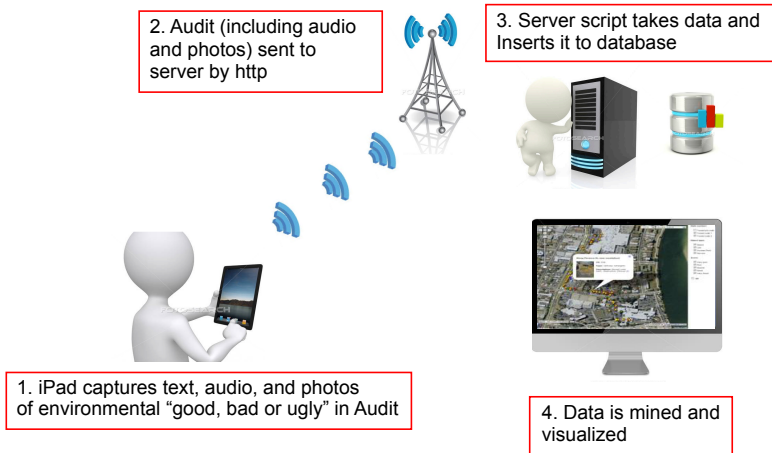 2. Audit (including audio
and photos) sent to
server by http
3. Server script takes data and
Inserts it to database
1. iPad captures text, audio, and photos
of environmental “good, bad or ugly” in Audit
4. Data is mined and
visualized